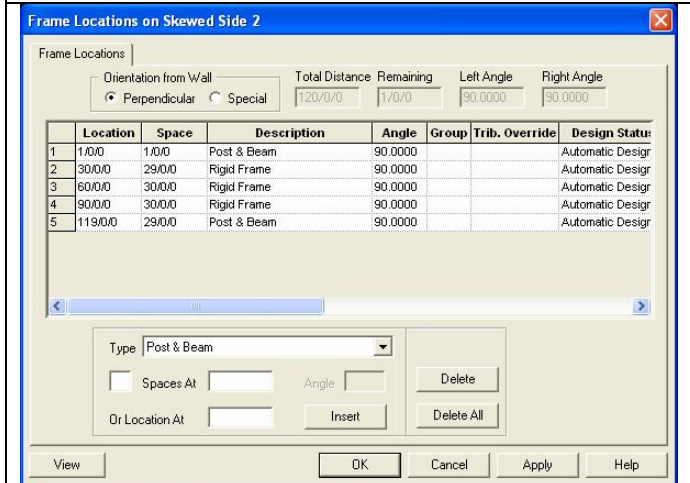 Frame Locations on Skewed Side 2
Frame Locations
Orientation from Wall Total Distance Remaining Left Angle Right Angle
Perpendicular Special 120/0/0 1/0/0 90.0000 90.0000
Location Space Description Angle Group Trib. Override Design Status
1 1/0/0 1/0/0 Post & Beam 90.0000 Automatic Design
2 30/0/0 29/0/0 Rigid Frame 90.0000 Automatic Design
3 60/0/0 30/0/0 Rigid Frame 90.0000 Automatic Design
4 90/0/0 30/0/0 Rigid Frame 90.0000 Automatic Design
5 119/0/0 29/0/0 Post & Beam 90.0000 Automatic Design
Type Post & Beam
Spaces At Angle Delete
Or Location At Insert Delete All
View OK Cancel Apply Help